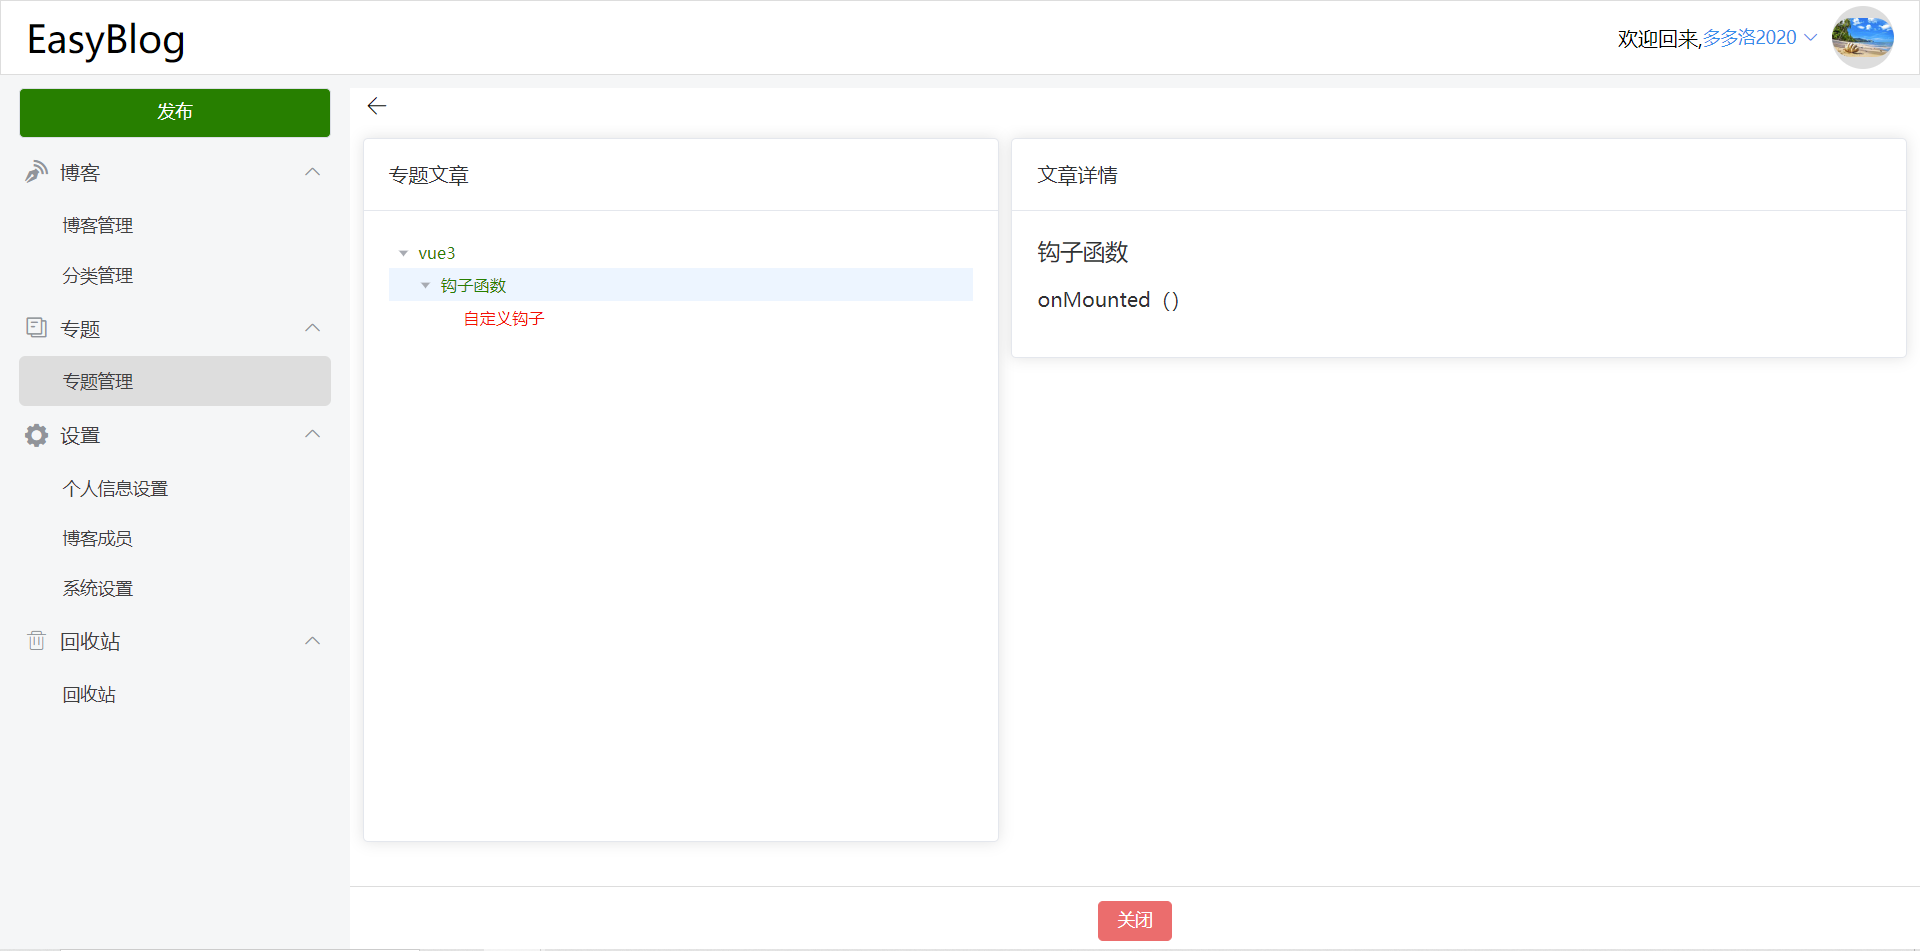 EasyBlog
欢迎回来,多多洛2020
发布
博客
博客管理
分类管理
专题
专题管理
设置
个人信息设置
博客成员
系统设置
回收站
回收站
专题文章
vue3
钩子函数
自定义钩子
文章详情
钩子函数
onMounted（）
关闭